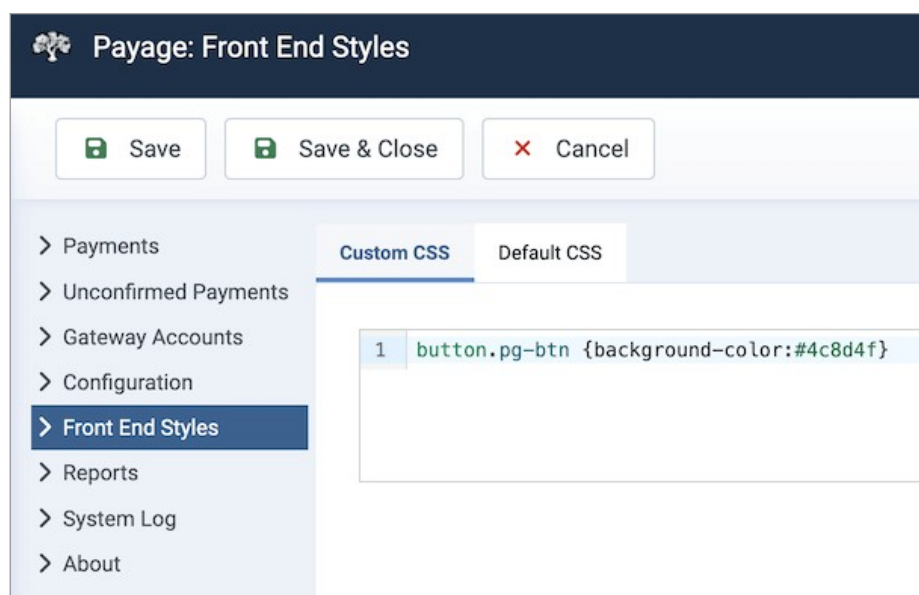 Payage: Front End Styles
Save
Save & Close
Cancel
Payments
Unconfirmed Payments
Gateway Accounts
Configuration
Front End Styles
Reports
System Log
About
Custom CSS
Default CSS
1 button.pg-btn {background-color:#4c8d4f}